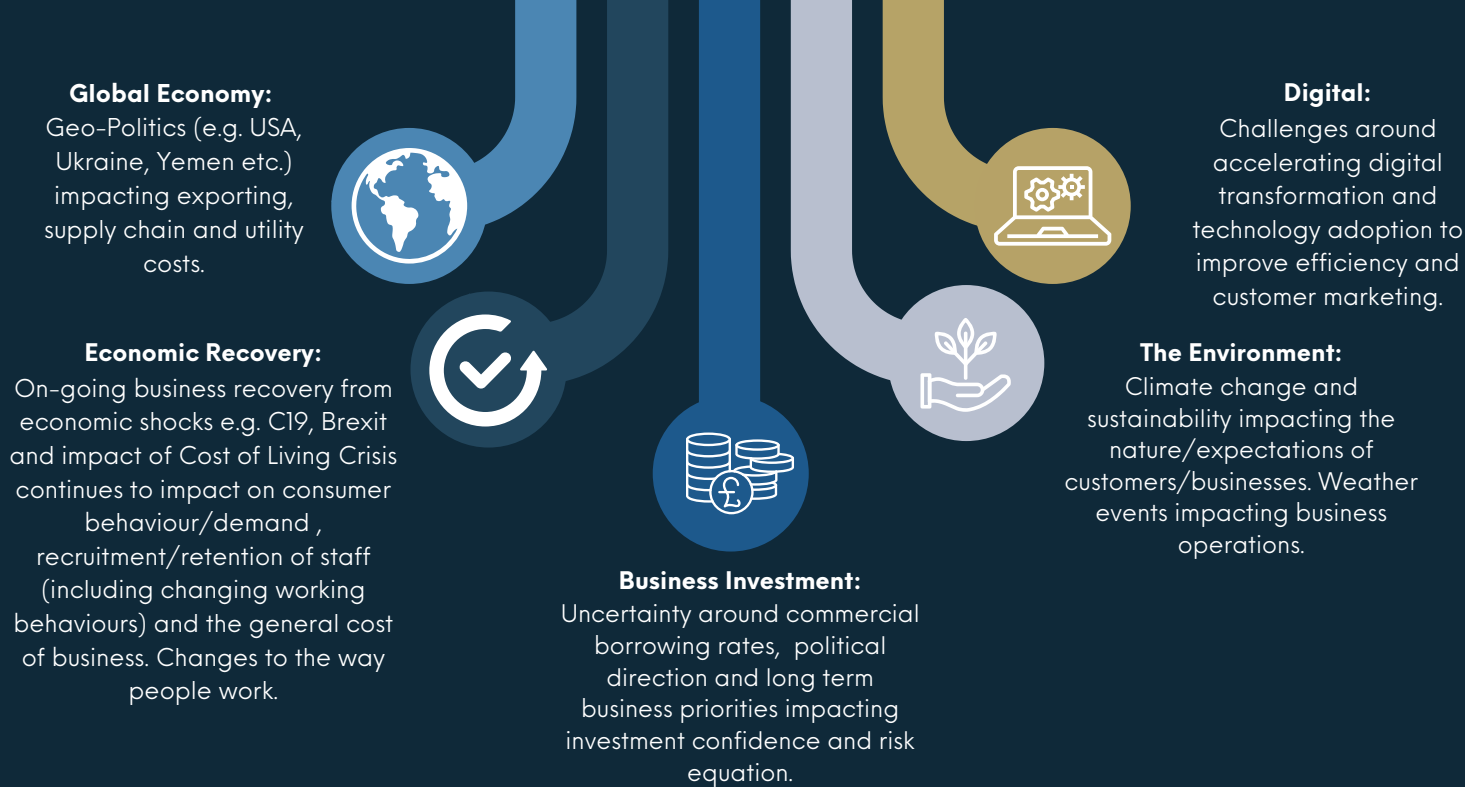 Global Economy:
Geo-Politics (e.g. USA,
Ukraine, Yemen etc.)
impacting exporting,
supply chain and utility
costs.
Economic Recovery:
On-going business recovery from
economic shocks e.g. C19, Brexit
and impact of Cost of Living Crisis
continues to impact on consumer
behaviour/demand ,
recruitment/retention of staff
(including changing working
behaviours) and the general cost
of business. Changes to the way
people work.
£
Business Investment:
Uncertainty around commercial
borrowing rates,  political
direction and long term
business priorities impacting
investment confidence and risk
equation.
Digital:
Challenges around
accelerating digital
transformation and
technology adoption to
improve efficiency and
customer marketing.
The Environment:
Climate change and
sustainability impacting the
nature/expectations of
customers/businesses. Weather
events impacting business
operations.